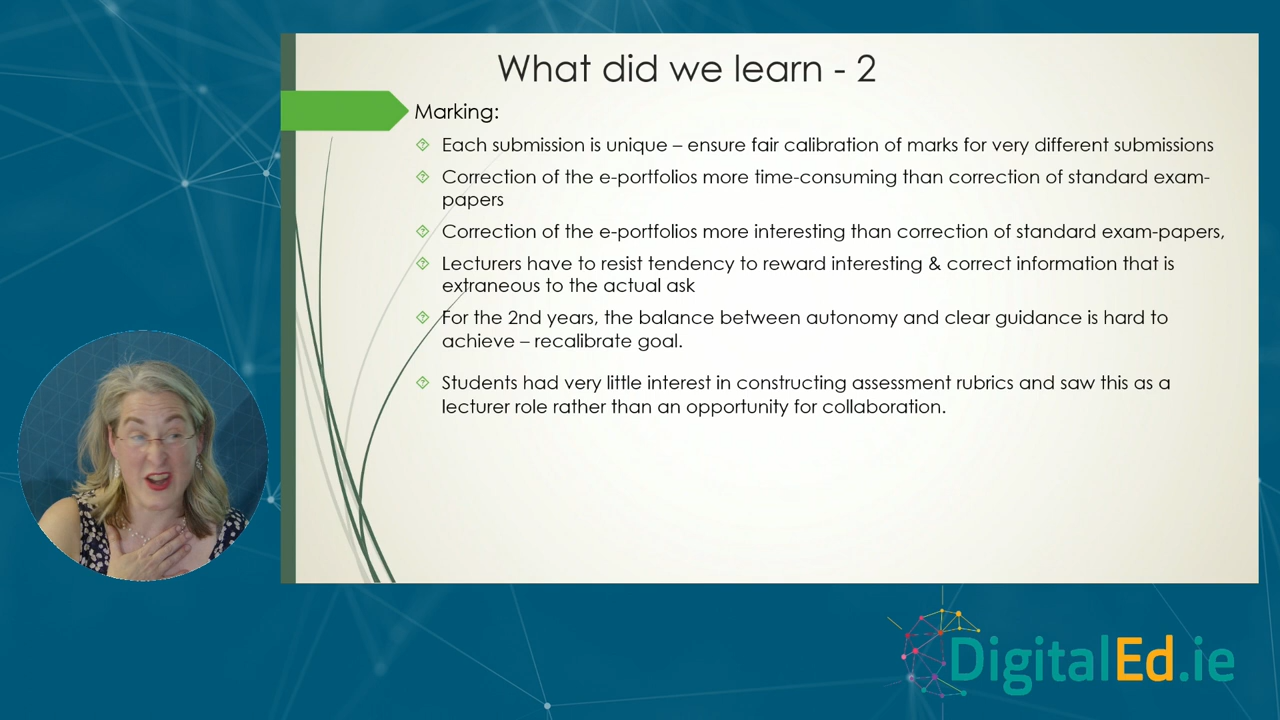 What did we learn - 2
Marking:
Each submission is unique – ensure fair calibration of marks for very different submissions
Correction of the e-portfolios more time-consuming than correction of standard exam-
papers
Correction of the e-portfolios more interesting than correction of standard exam-papers,
Lecturers have to resist tendency to reward interesting & correct information that is
extraneous to the actual ask
For the 2nd years, the balance between autonomy and clear guidance is hard to
achieve – recalibrate goal.
Students had very little interest in constructing assessment rubrics and saw this as a
lecturer role rather than an opportunity for collaboration.
DigitalEd.ie